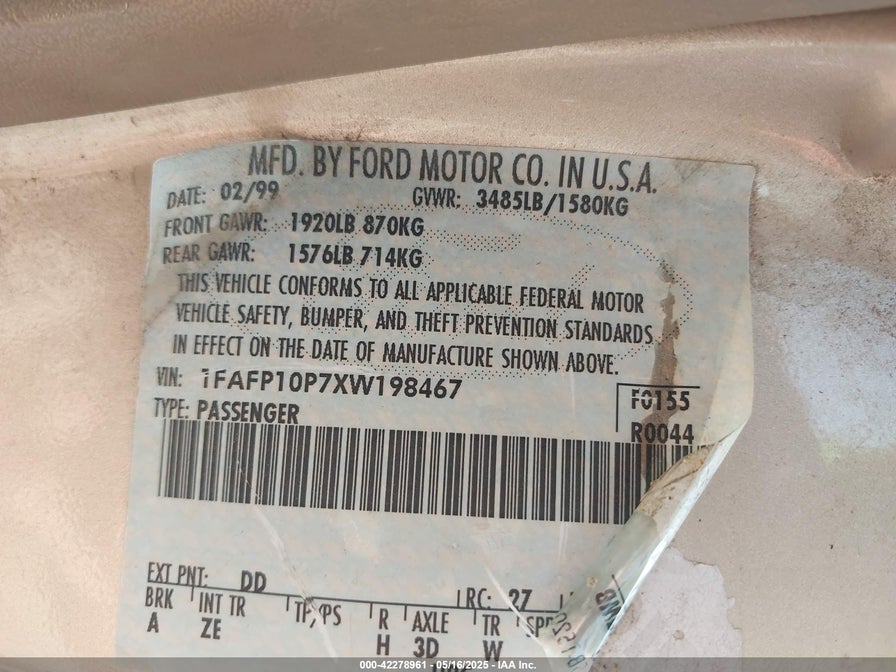 MFD. BY FORD MOTOR CO. IN U.S.A.
DATE: 02/99 GVWR: 3485LB/1580KG
FRONT GAWR: 1920LB 870KG
REAR GAWR: 1576LB 714KG
THIS VEHICLE CONFORMS TO ALL APPLICABLE FEDERAL MOTOR
VEHICLE SAFETY, BUMPER, AND THEFT PREVENTION STANDARDS
IN EFFECT ON THE DATE OF MANUFACTURE SHOWN ABOVE.
VIN: 1FAFP10P7XW198467
F0155
TYPE: PASSENGER
R0044
EXT PNT: DD RC: 27
BRK INT TR TP/PS R AXLE TR SPR
A ZE H 3D W
000-42278961 - 05/16/2025 - IAA Inc.